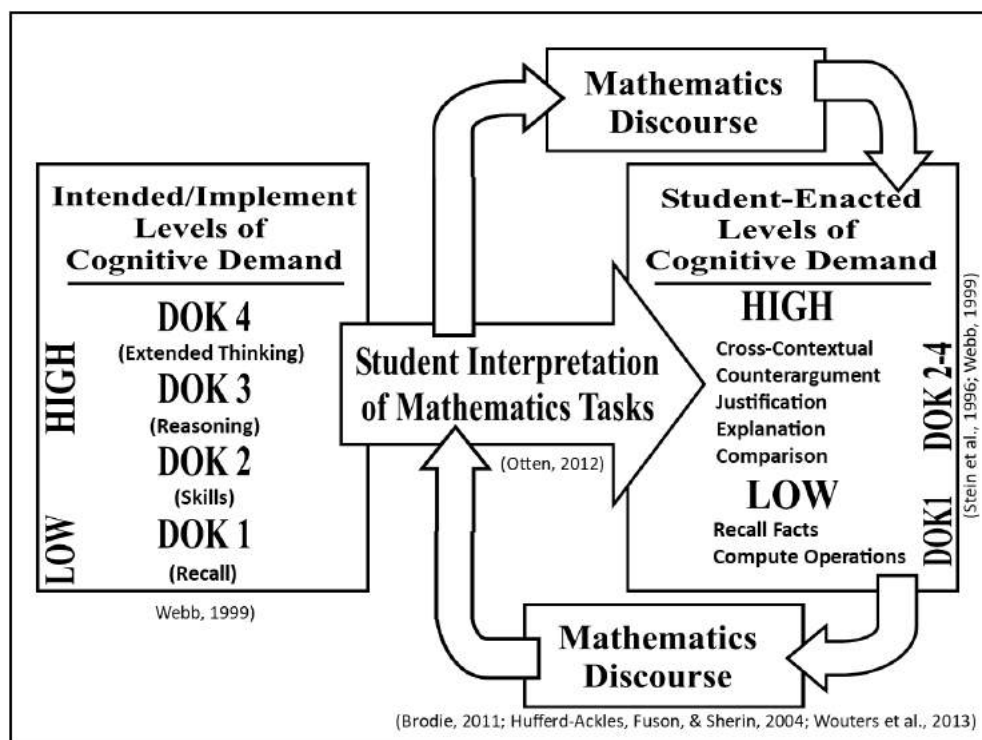 Mathematics
Discourse
Intended/Implement
Levels of
Cognitive Demand
HIGH
DOK 4
(Extended Thinking)
DOK 3
(Reasoning)
DOK 2
(Skills)
LOW
DOK 1
(Recall)
Webb, 1999)
Student Interpretation
of Mathematics Tasks
(Otten, 2012)
Student-Enacted
Levels of
Cognitive Demand
HIGH
Cross-Contextual
Counterargument
Justification
Explanation
Comparison
DOK 2-4
LOW
Recall Facts
Compute Operations
DOK1
(Stein et al., 1996; Webb, 1999)
Mathematics
Discourse
(Brodie, 2011; Hufferd-Ackles, Fuson, & Sherin, 2004; Wouters et al., 2013)